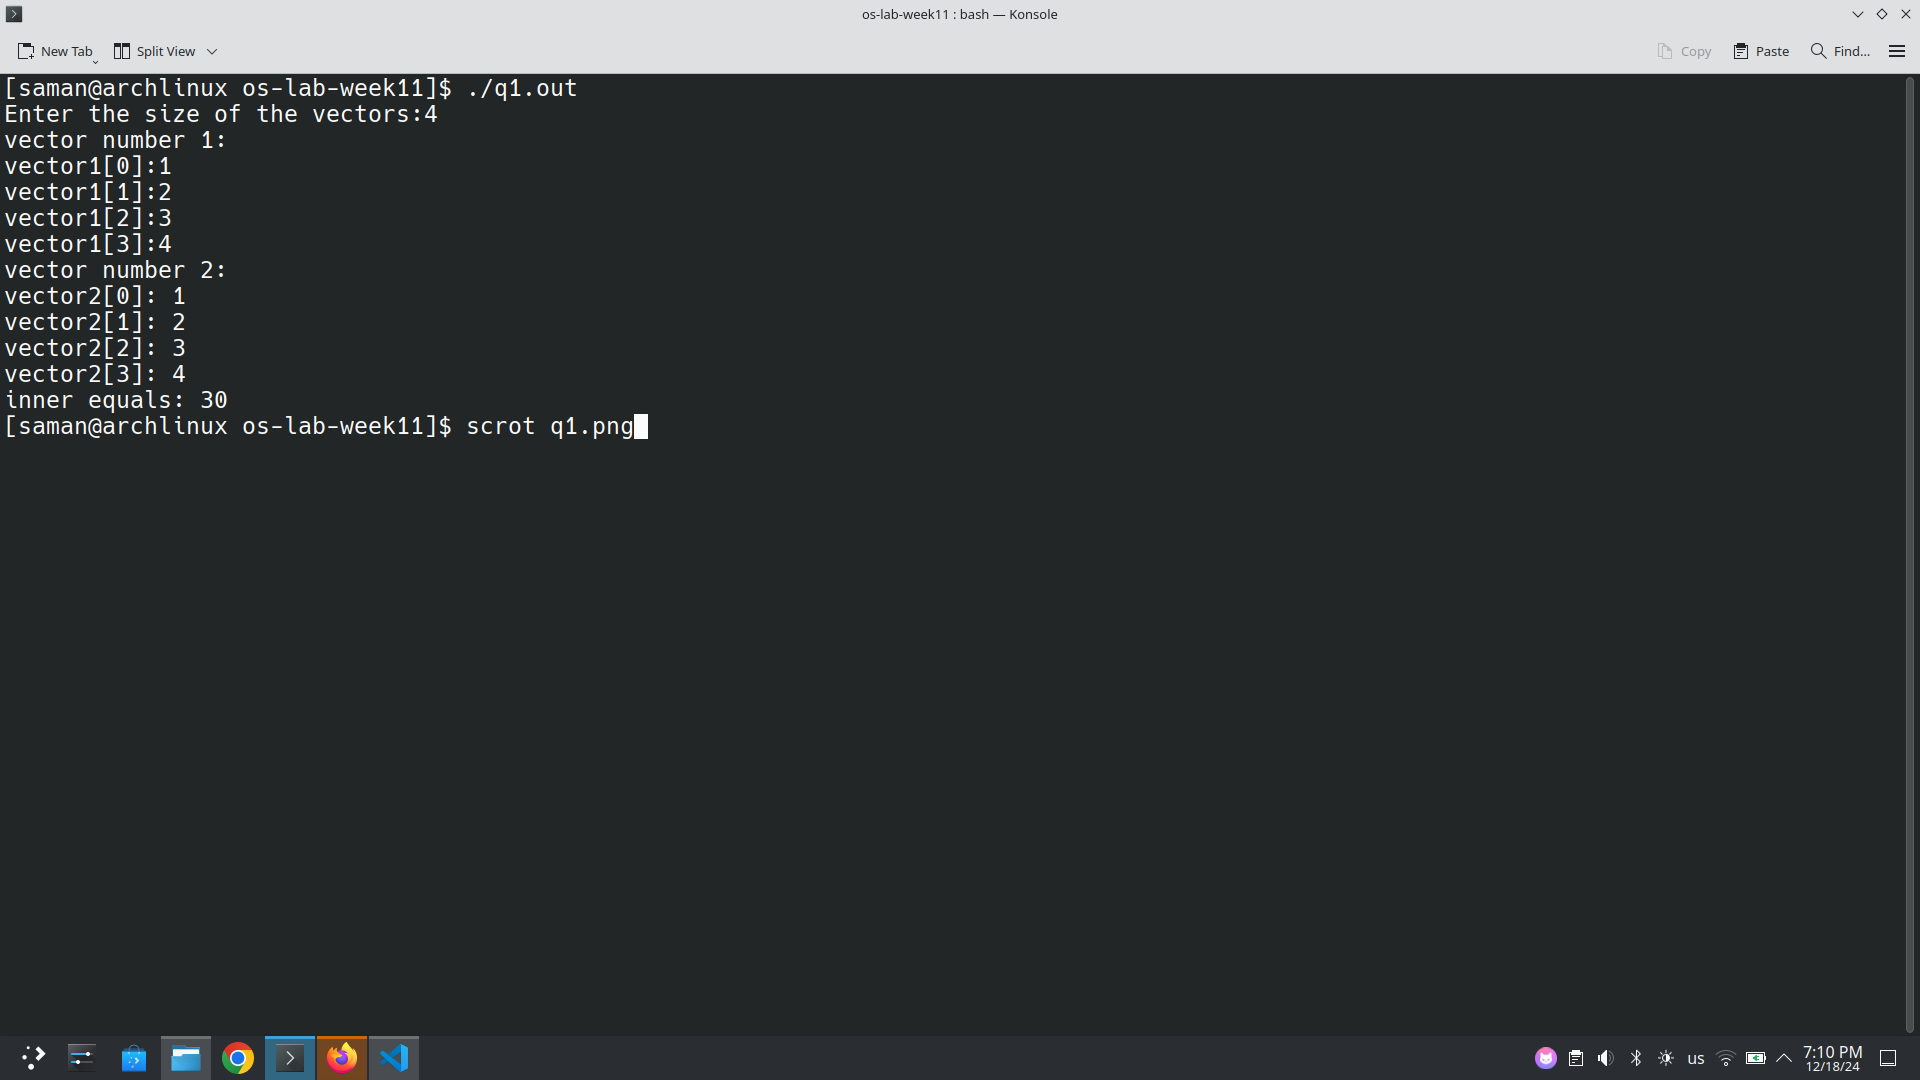 os-lab-week11 : bash — Konsole
New Tab Split View Copy Paste Find...
[saman@archlinux os-lab-week11]$ ./q1.out
Enter the size of the vectors:4
vector number 1:
vector1[0]:1
vector1[1]:2
vector1[2]:3
vector1[3]:4
vector number 2:
vector2[0]: 1
vector2[1]: 2
vector2[2]: 3
vector2[3]: 4
inner equals: 30
[saman@archlinux os-lab-week11]$ scrot q1.png
us 7:10 PM
12/18/24